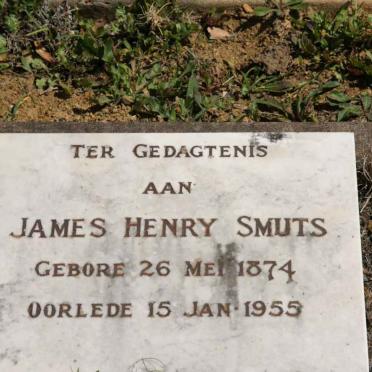 TER GEDAGTENIS
AAN
JAMES HENRY SMUTS
GEBORE 26 MEI 1874
OORLEDE 15 JAN 1955